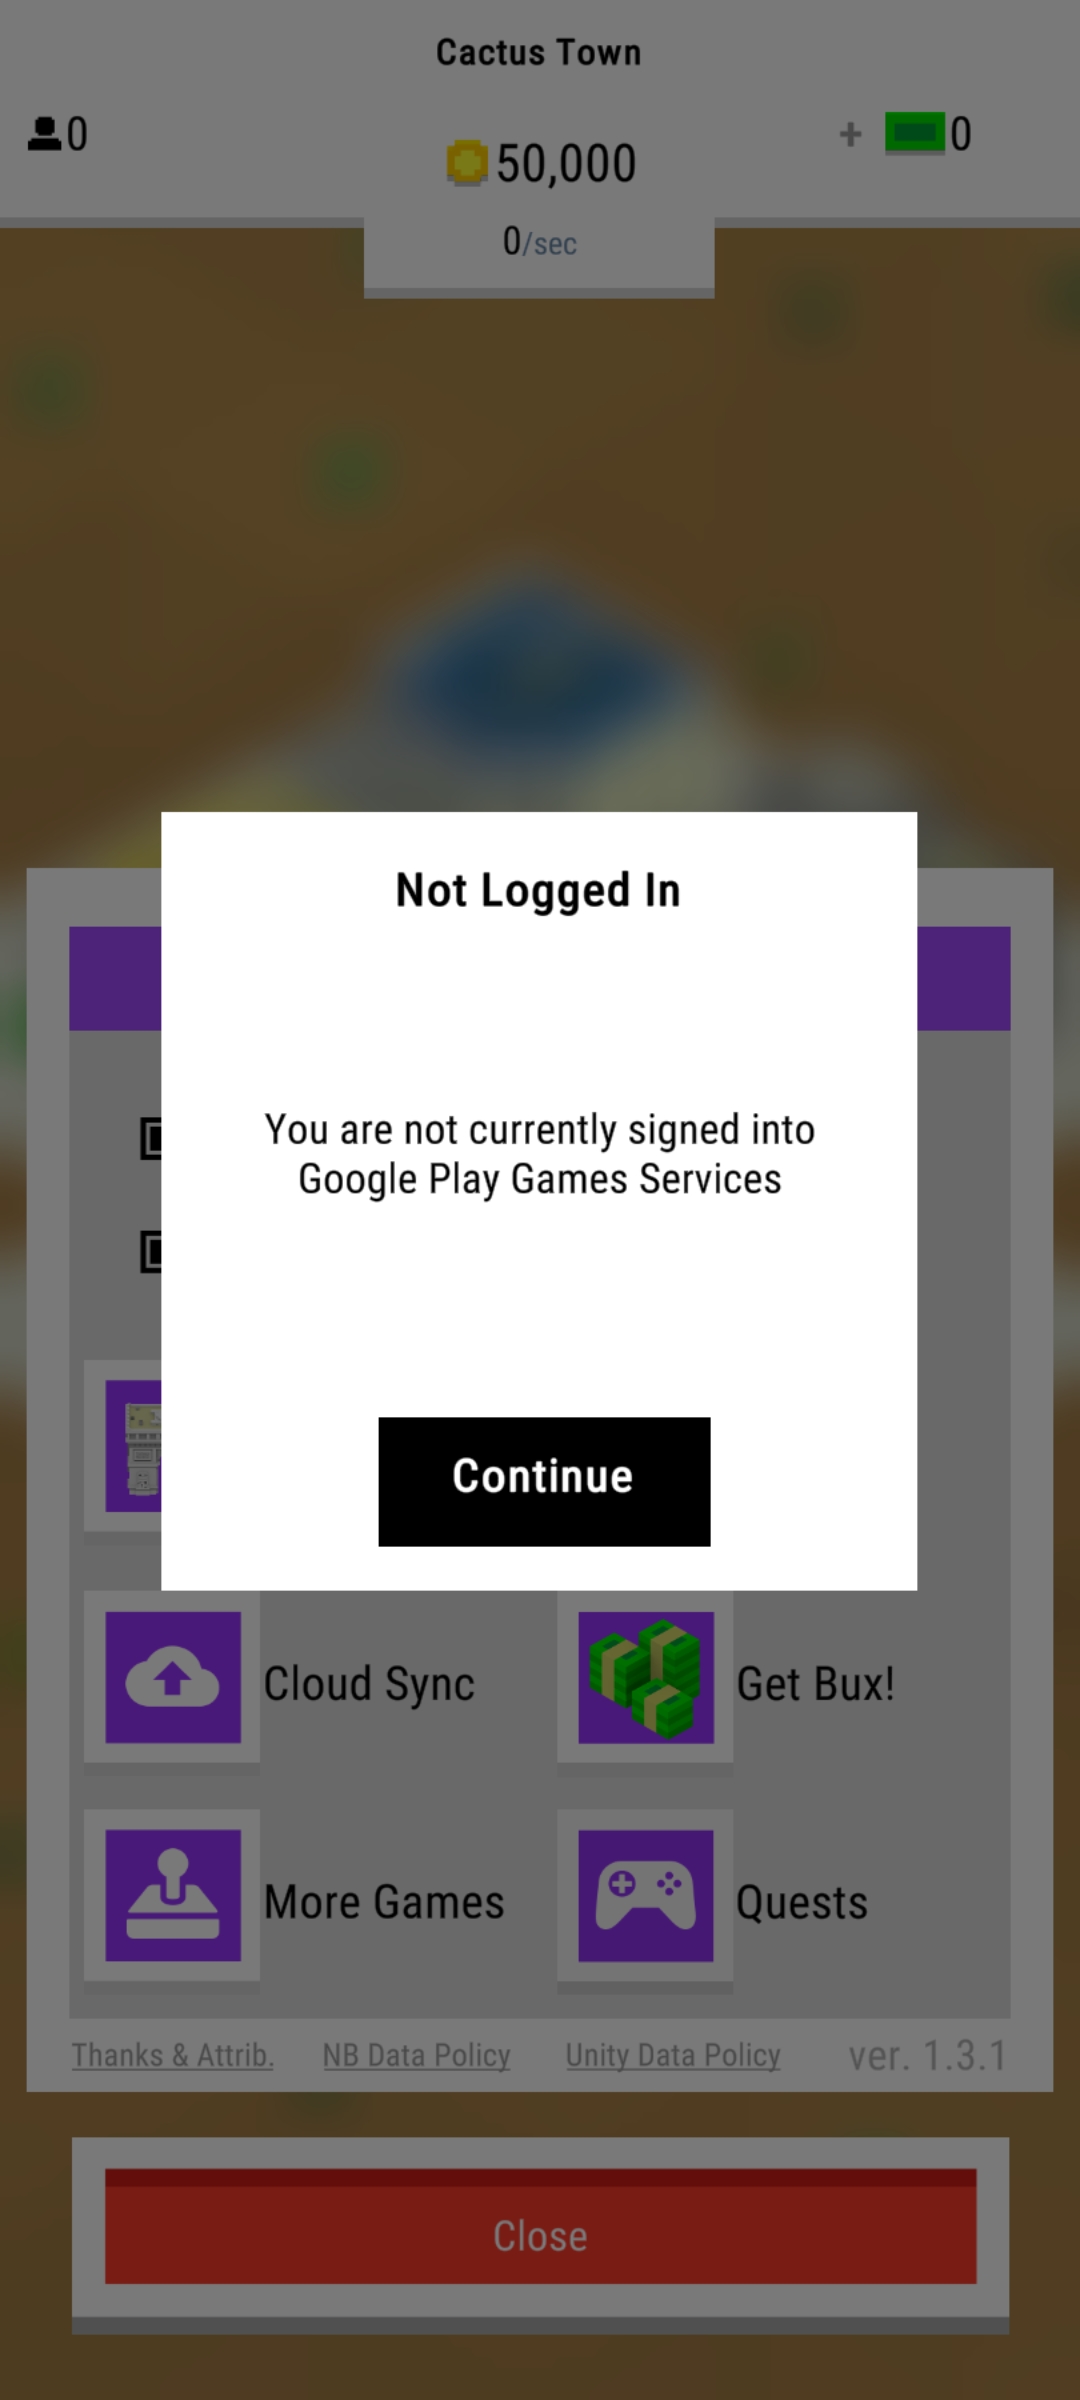 Cactus Town
0
50,000
+ 0
0/sec
Not Logged In
You are not currently signed into
Google Play Games Services
Continue
Cloud Sync
Get Bux!
More Games
Quests
Thanks & Attrib.
NB Data Policy
Unity Data Policy
ver. 1.3.1
Close